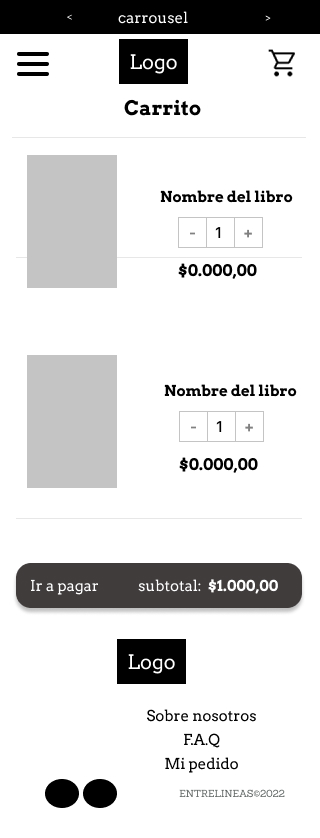 < carrousel >
Logo
Carrito
Nombre del libro
- 1 +
$0.000,00
Nombre del libro
- 1 +
$0.000,00
Ir a pagar subtotal: $1.000,00
Logo
Sobre nosotros
F.A.Q
Mi pedido
ENTRELINEAS©2022